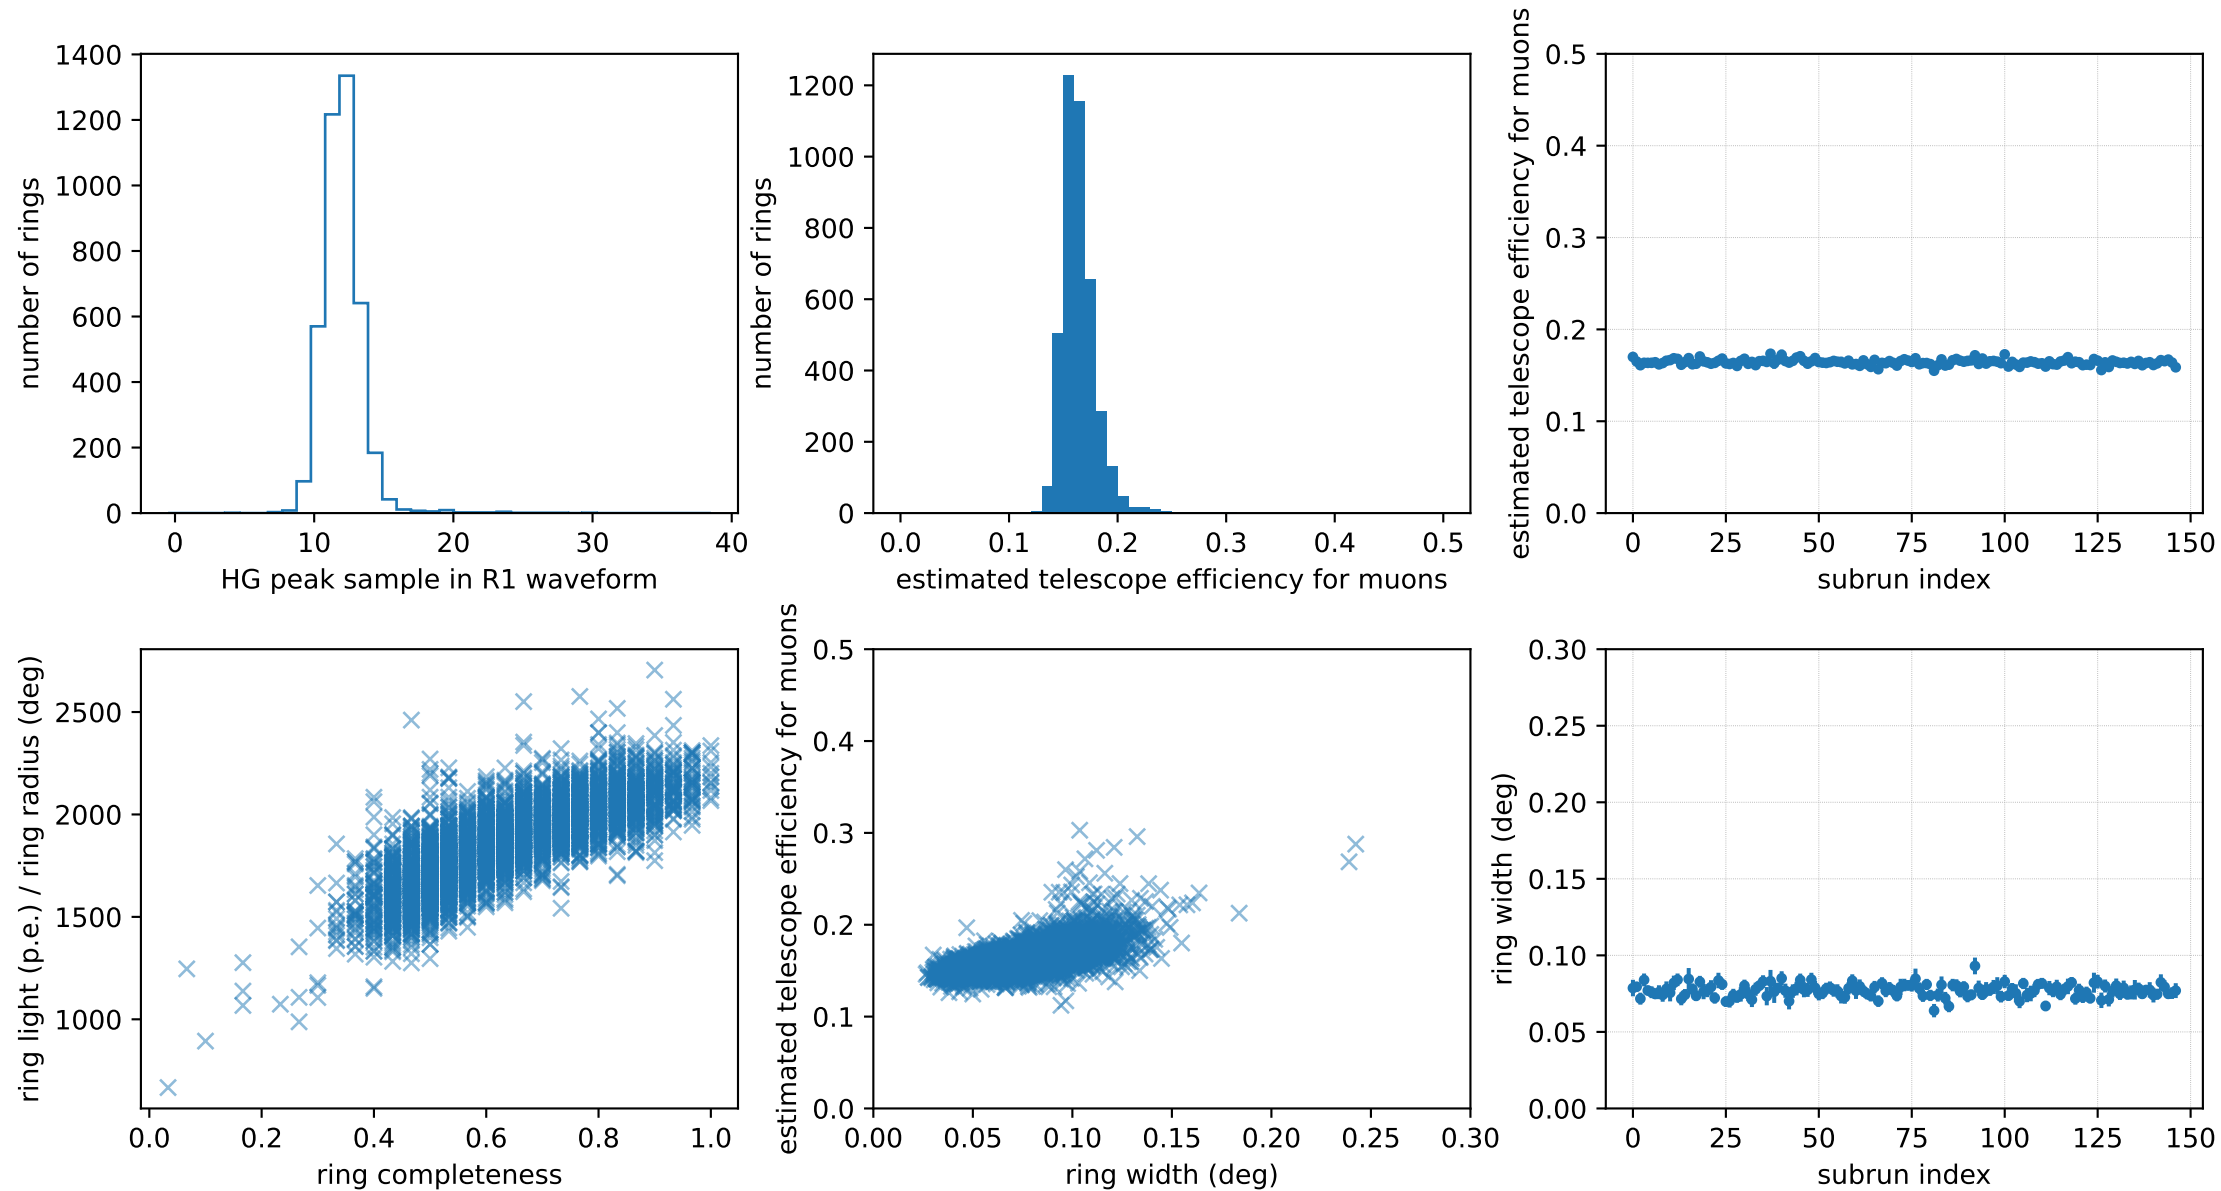 number of rings
1400
1200
1000
800
600
400
200
0
0 10 20 30 40
HG peak sample in R1 waveform
number of rings
1200
1000
800
600
400
200
0
0.0 0.1 0.2 0.3 0.4 0.5
estimated telescope efficiency for muons
estimated telescope efficiency for muons
0.5
0.4
0.3
0.2
0.1
0.0
0 25 50 75 100 125 150
subrun index
ring light (p.e.) / ring radius (deg)
2500
2000
1500
1000
0.0 0.2 0.4 0.6 0.8 1.0
ring completeness
estimated telescope efficiency for muons
0.5
0.4
0.3
0.2
0.1
0.0
0.00 0.05 0.10 0.15 0.20 0.25 0.30
ring width (deg)
ring width (deg)
0.30
0.25
0.20
0.15
0.10
0.05
0.00
0 25 50 75 100 125 150
subrun index